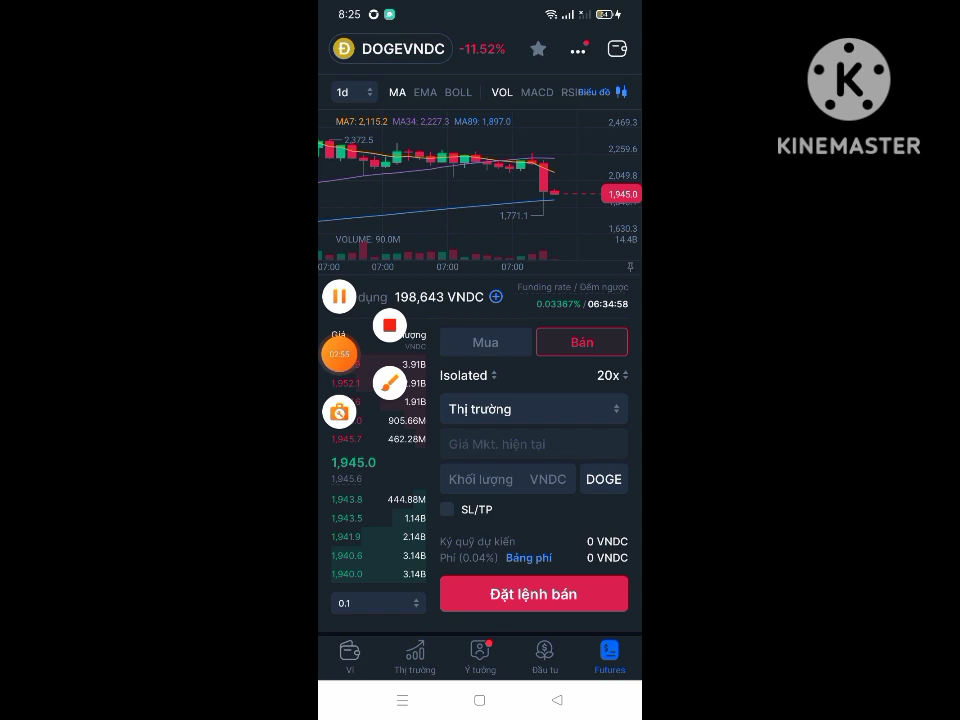 8:25
64
DOGEVNDC -11.52%
KINEMASTER
1d MA EMA BOLL VOL MACD RSI Biểu đồ
MA7: 2,115.2 MA34: 2,227.3 MA89: 1,897.0
2,469.3
2,372.5
2,259.6
2,049.8
1,945.0
1,771.1
1,630.3
VOLUME: 90.0M
14.4B
07:00 07:00 07:00 07:00
Funding rate / Đếm ngược
dụng 198,643 VNDC
0.03367% / 06:34:58
Giá
ượng
VNDC
Mua Bán
02:55
3.91B
Isolated 20x
1,952.1 .91B
1.91B
Thị trường
905.66M
1,945.7 462.28M
Giá Mkt. hiện tại
1,945.0
1,945.6
Khối lượng VNDC DOGE
1,943.8 444.88M
SL/TP
1,943.5 1.14B
1,941.9 2.14B
Ký quỹ dự kiến 0 VNDC
1,940.6 3.14B
Phí (0.04%) Bảng phí 0 VNDC
1,940.0 3.14B
Đặt lệnh bán
0.1
Ví Thị trường Ý tưởng Đầu tư Futures